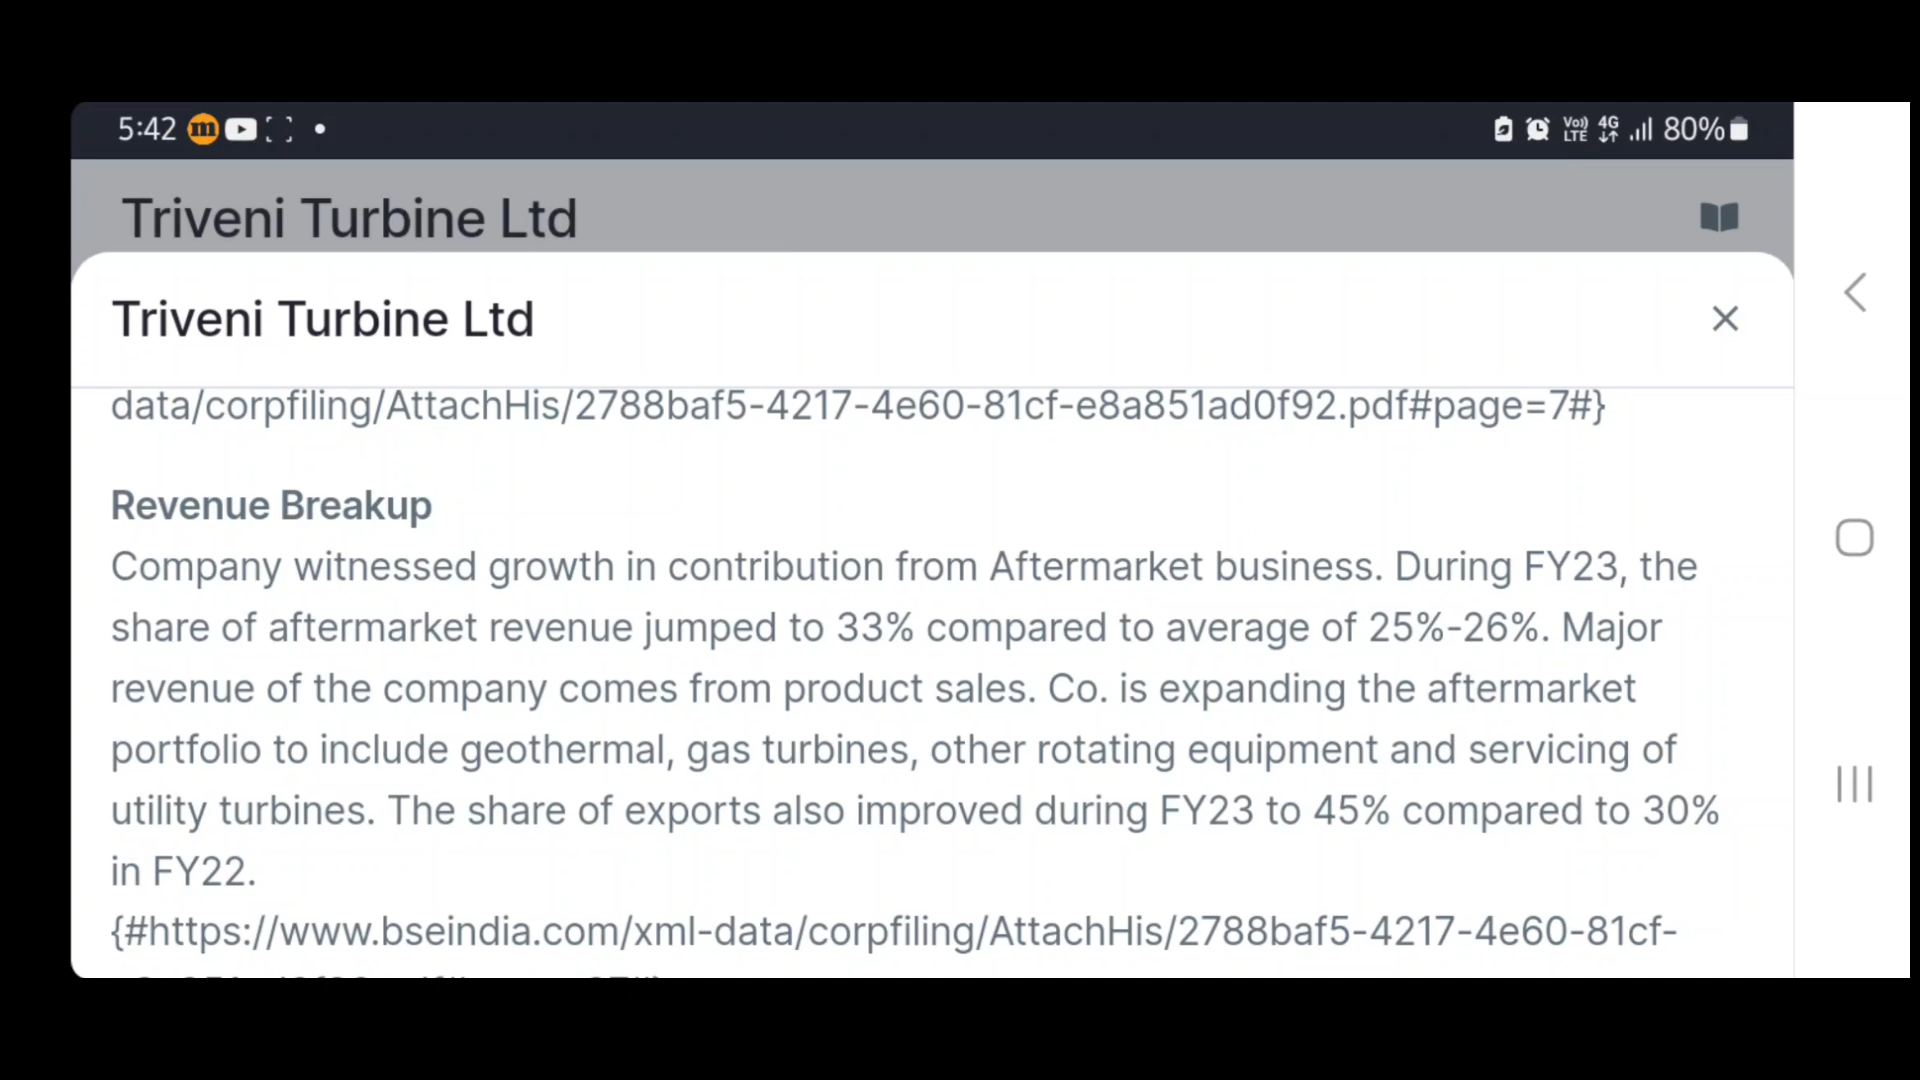 5:42 m Vo) LTE 4G 80%
Triveni Turbine Ltd
Triveni Turbine Ltd
data/corpfiling/AttachHis/2788baf5-4217-4e60-81cf-e8a851ad0f92.pdf#page=7#}
Revenue Breakup
Company witnessed growth in contribution from Aftermarket business. During FY23, the
share of aftermarket revenue jumped to 33% compared to average of 25%-26%. Major
revenue of the company comes from product sales. Co. is expanding the aftermarket
portfolio to include geothermal, gas turbines, other rotating equipment and servicing of
utility turbines. The share of exports also improved during FY23 to 45% compared to 30%
in FY22.
{#https://www.bseindia.com/xml-data/corpfiling/AttachHis/2788baf5-4217-4e60-81cf-